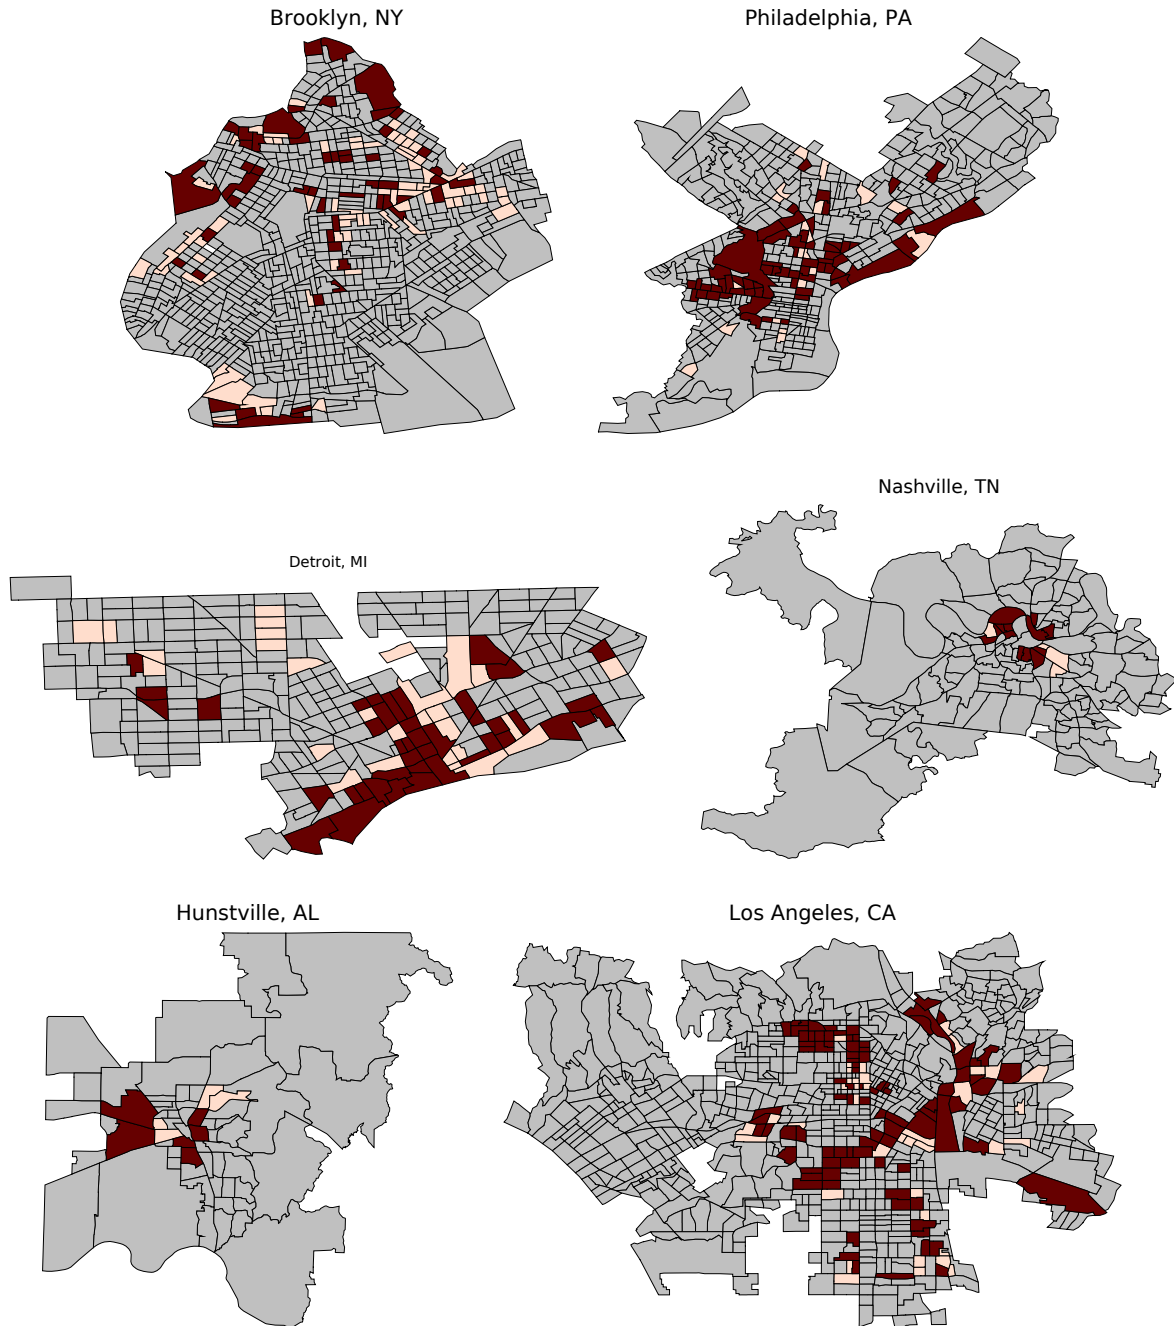 Brooklyn, NY
Philadelphia, PA
Nashville, TN
Detroit, MI
Hunstville, AL
Los Angeles, CA